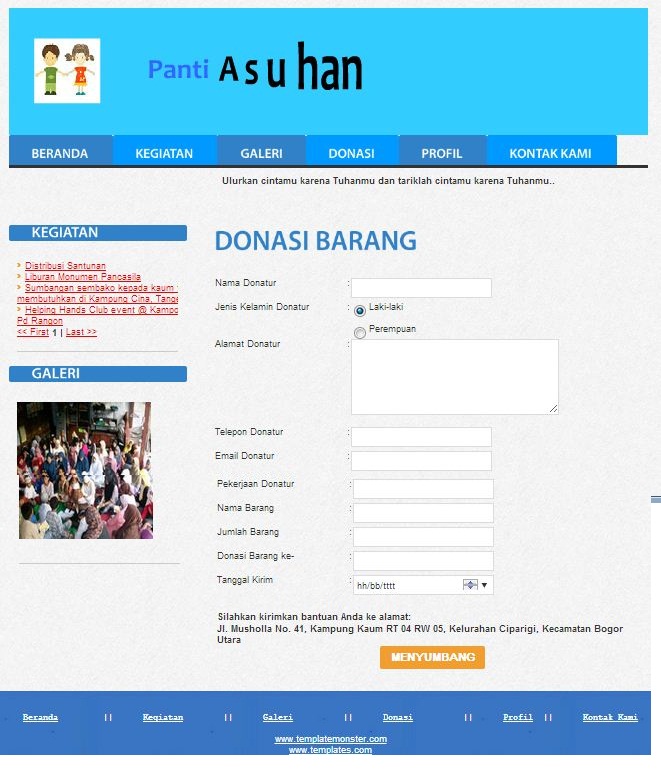 Panti Asuhan
BERANDA KEGIATAN GALERI DONASI PROFIL KONTAK KAMI
Ulurkan cintamu karena Tuhanmu dan tariklah cintamu karena Tuhanmu..
KEGIATAN
Distribusi Santunan
Liburan Monumen Pancasila
Sumbangan sembako kepada kaum
membutuhkan di Kampung Cina, Tange
Helping Hands Club event @ Kampo
Pd Rangon
<< First 1 | Last >>
GALERI
DONASI BARANG
Nama Donatur :
Jenis Kelamin Donatur : Laki-laki
Perempuan
Alamat Donatur :
Telepon Donatur :
Email Donatur :
Pekerjaan Donatur :
Nama Barang :
Jumlah Barang :
Donasi Barang ke- :
Tanggal Kirim : hh/bb/tttt
Silahkan kirimkan bantuan Anda ke alamat:
Jl. Musholla No. 41, Kampung Kaum RT 04 RW 05, Kelurahan Ciparigi, Kecamatan Bogor
Utara
MENYUMBANG
Beranda || Kegiatan || Galeri || Donasi || Profil || Kontak Kami
www.templatemonster.com
www.templates.com